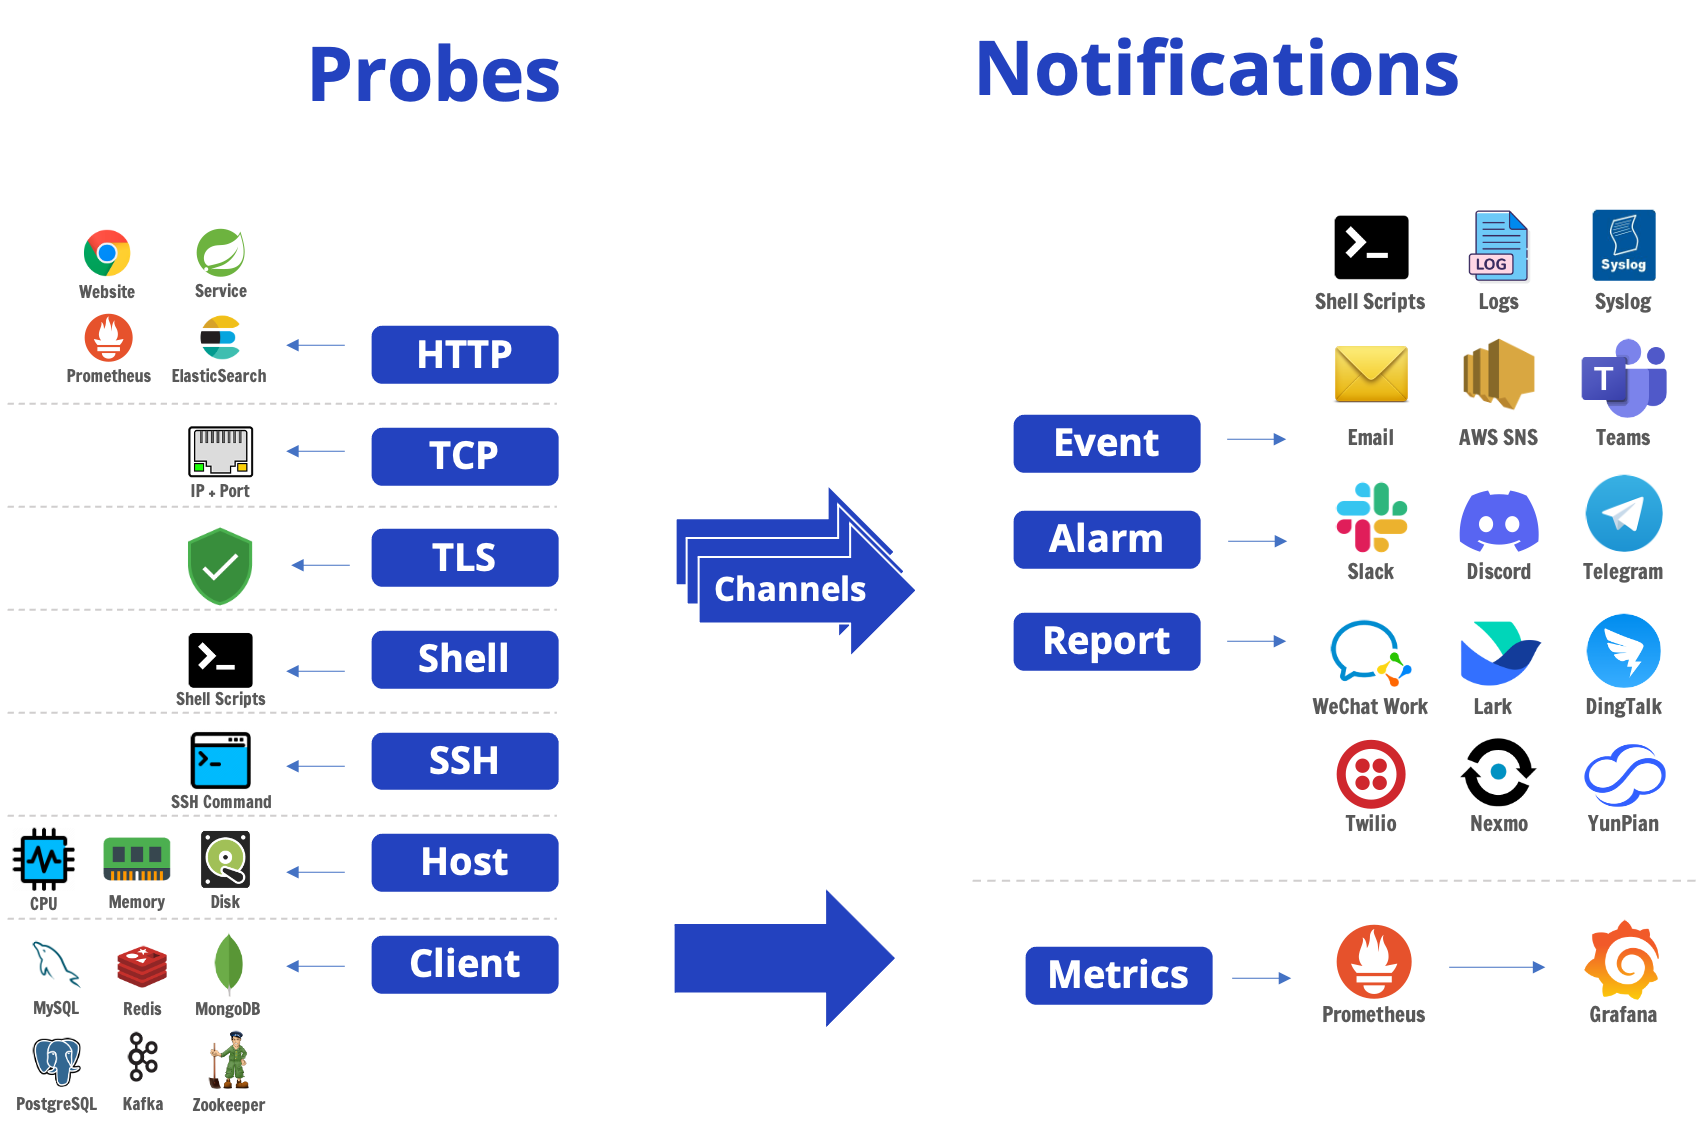 Probes
Notifications
Website
Service
Prometheus
ElasticSearch
HTTP
IP + Port
TCP
TLS
Shell Scripts
Shell
SSH Command
SSH
CPU
Memory
Disk
Host
MySQL
Redis
MongoDB
Client
PostgreSQL
Kafka
Zookeeper
Channels
Event
Alarm
Report
Shell Scripts
LOG
Logs
Syslog
Syslog
Email
AWS SNS
T
Teams
Slack
Discord
Telegram
WeChat Work
Lark
DingTalk
Twilio
Nexmo
YunPian
Metrics
Prometheus
Grafana